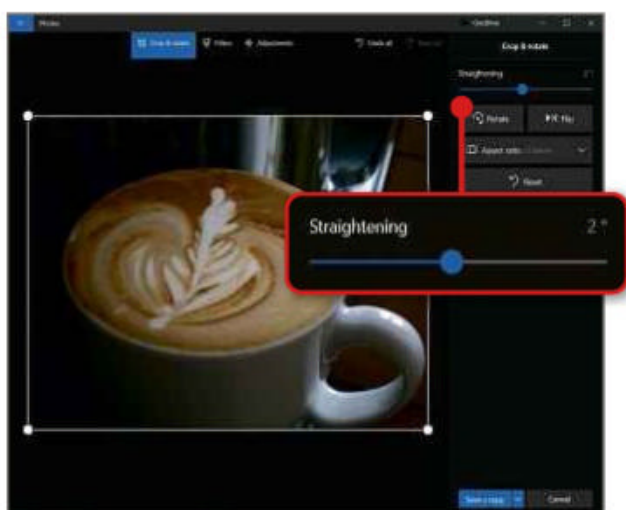 Photos
Crop & rotate Filters Adjustments Undo all
Crop & rotate
Straightening 2°
Rotate Flip
Aspect ratio
Reset
Straightening 2°
Save a copy Cancel